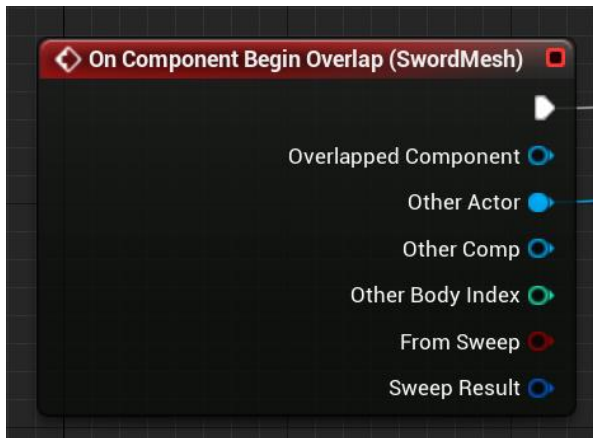 On Component Begin Overlap (SwordMesh)
Overlapped Component
Other Actor
Other Comp
Other Body Index
From Sweep
Sweep Result